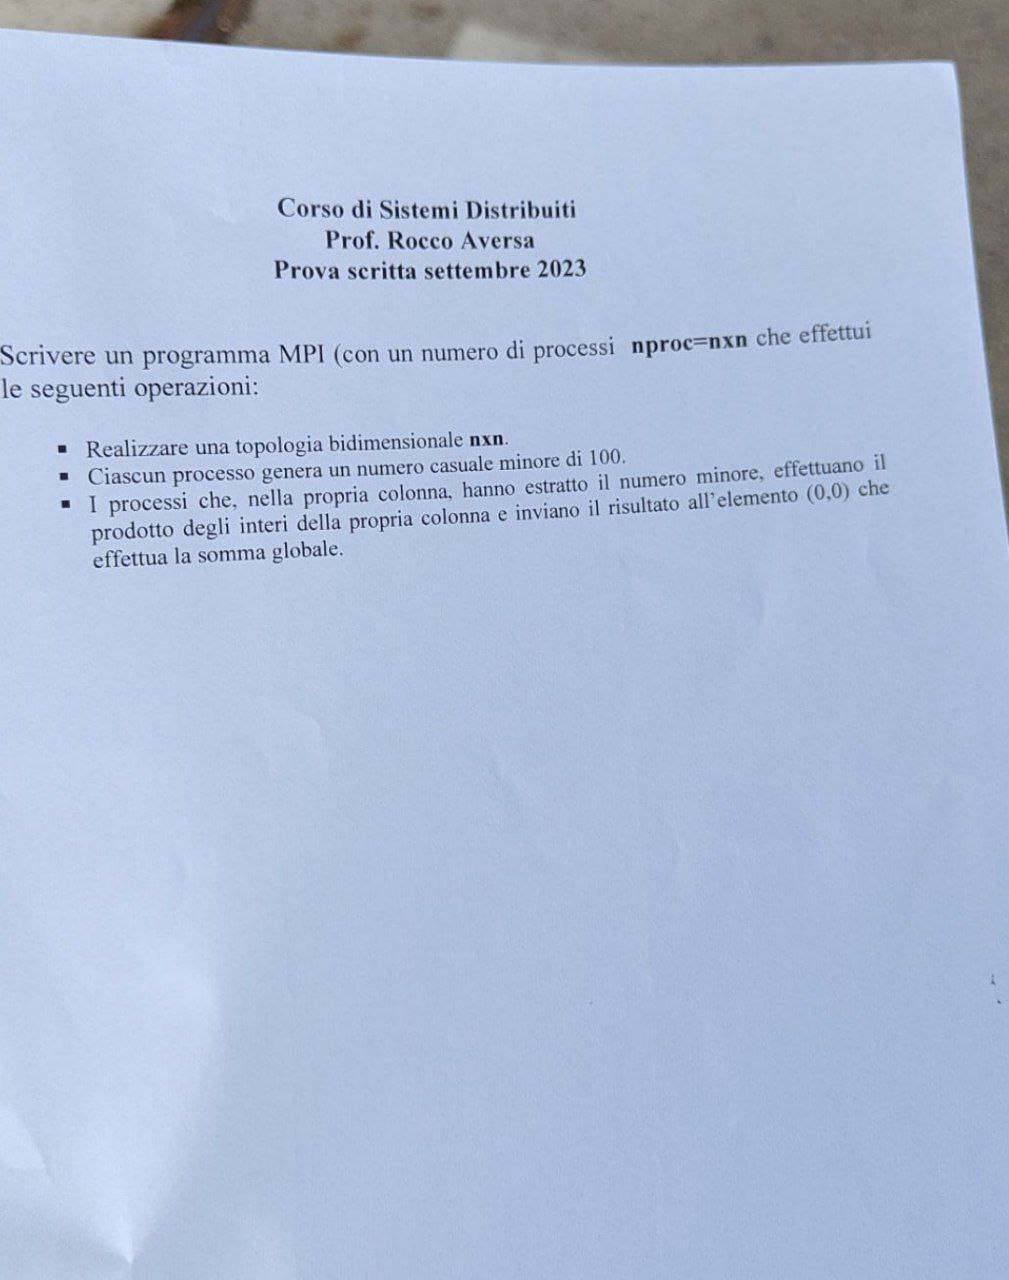 Corso di Sistemi Distribuiti
Prof. Rocco Aversa
Prova scritta settembre 2023
Scrivere un programma MPI (con un numero di processi nproc=nxn che effettui
le seguenti operazioni:
▪ Realizzare una topologia bidimensionale nxn.
▪ Ciascun processo genera un numero casuale minore di 100.
▪ I processi che, nella propria colonna, hanno estratto il numero minore, effettuano il
prodotto degli interi della propria colonna e inviano il risultato all'elemento (0,0) che
effettua la somma globale.